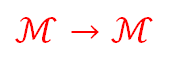 ℳ → ℳ